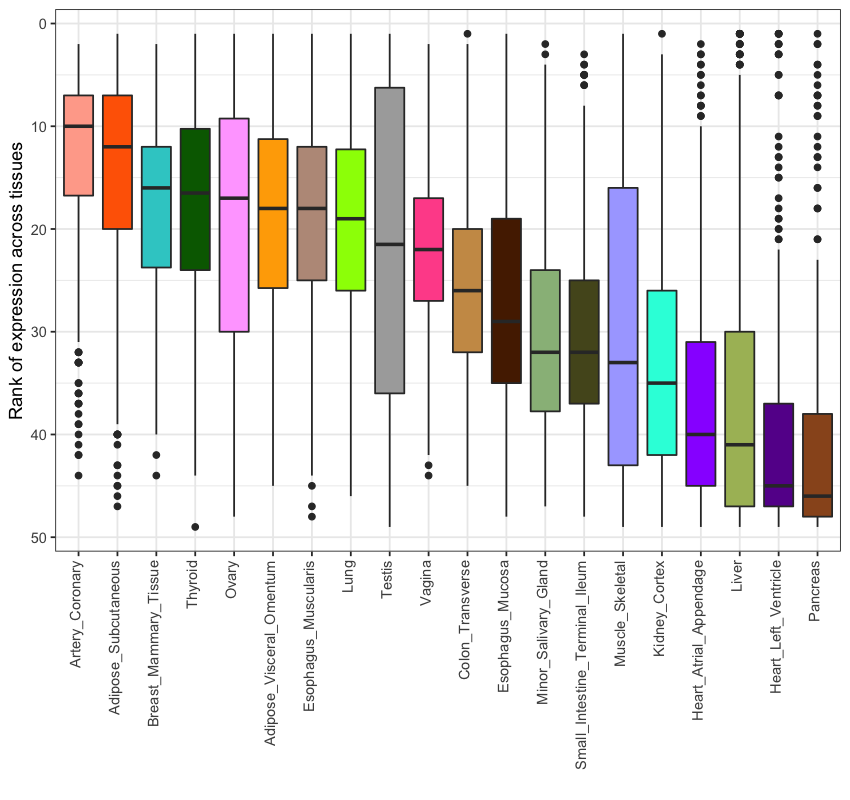 Rank of expression across tissues
0
10
20
30
40
50
Artery_Coronary
Adipose_Subcutaneous
Breast_Mammary_Tissue
Thyroid
Ovary
Adipose_Visceral_Omentum
Esophagus_Muscularis
Lung
Testis
Vagina
Colon_Transverse
Esophagus_Mucosa
Minor_Salivary_Gland
Small_Intestine_Terminal_Ileum
Muscle_Skeletal
Kidney_Cortex
Heart_Atrial_Appendage
Liver
Heart_Left_Ventricle
Pancreas